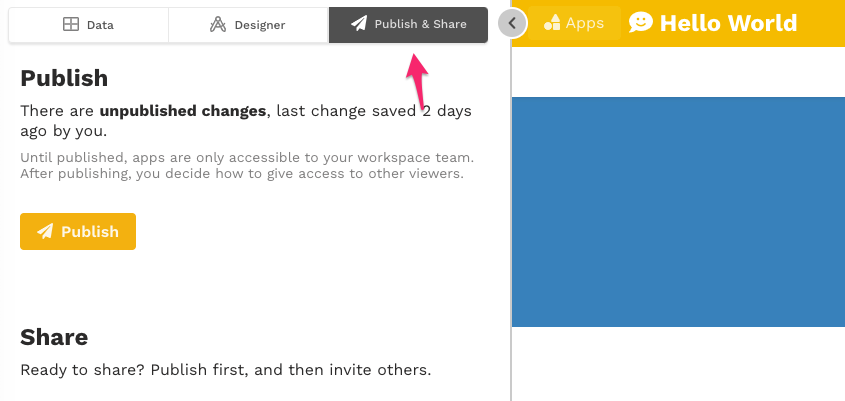 Data
Designer
Publish & Share
Apps
Hello World
Publish
There are unpublished changes, last change saved 2 days
ago by you.
Until published, apps are only accessible to your workspace team.
After publishing, you decide how to give access to other viewers.
Publish
Share
Ready to share? Publish first, and then invite others.